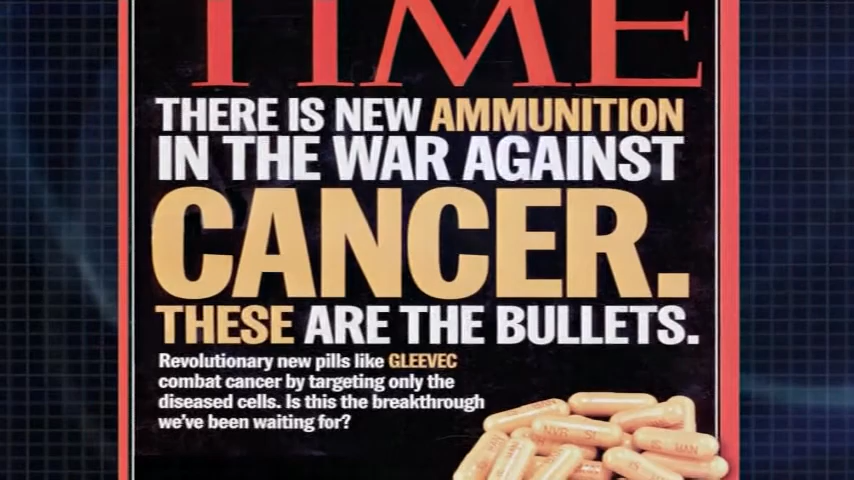 TIME
THERE IS NEW AMMUNITION
IN THE WAR AGAINST
CANCER.
THESE ARE THE BULLETS.
Revolutionary new pills like GLEEVEC
combat cancer by targeting only the
diseased cells. Is this the breakthrough
we've been waiting for?